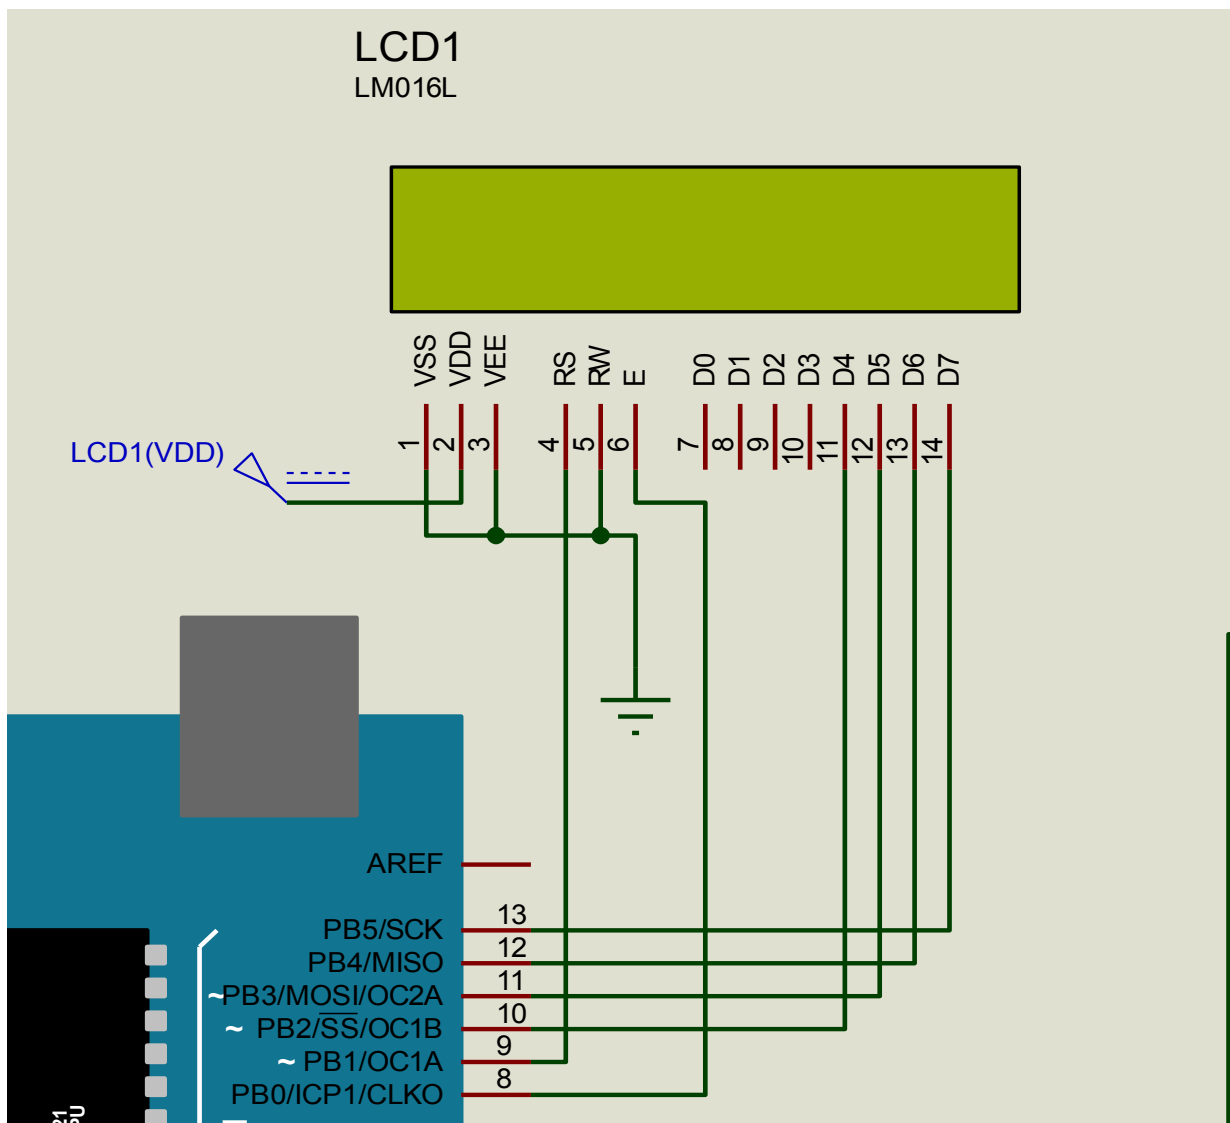 LCD1
LM016L
VSS
VDD
VEE
RS
RW
E
D0
D1
D2
D3
D4
D5
D6
D7
1
2
3
4
5
6
7
8
9
10
11
12
13
14
LCD1(VDD)
AREF
PB5/SCK 13
PB4/MISO 12
~PB3/MOSI/OC2A 11
~ PB2/SS/OC1B 10
~ PB1/OC1A 9
PB0/ICP1/CLKO 8